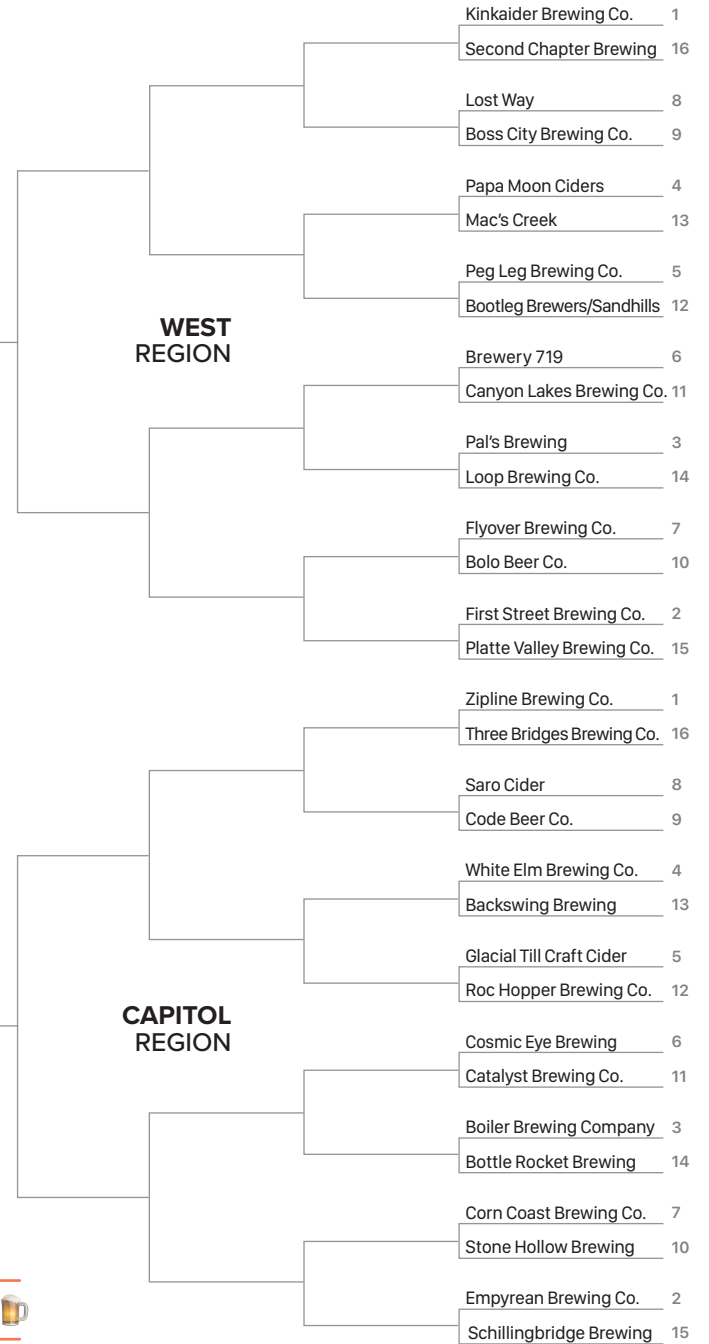 Kinkaider Brewing Co. 1
Second Chapter Brewing 16
Lost Way 8
Boss City Brewing Co. 9
Papa Moon Ciders 4
Mac's Creek 13
Peg Leg Brewing Co. 5
Bootleg Brewers/Sandhills 12
WEST
REGION
Brewery 719 6
Canyon Lakes Brewing Co. 11
Pal's Brewing 3
Loop Brewing Co. 14
Flyover Brewing Co. 7
Bolo Beer Co. 10
First Street Brewing Co. 2
Platte Valley Brewing Co. 15
Zipline Brewing Co. 1
Three Bridges Brewing Co. 16
Saro Cider 8
Code Beer Co. 9
White Elm Brewing Co. 4
Backswing Brewing 13
Glacial Till Craft Cider 5
Roc Hopper Brewing Co. 12
CAPITOL
REGION
Cosmic Eye Brewing 6
Catalyst Brewing Co. 11
Boiler Brewing Company 3
Bottle Rocket Brewing 14
Corn Coast Brewing Co. 7
Stone Hollow Brewing 10
Empyrean Brewing Co. 2
Schillingbridge Brewing 15